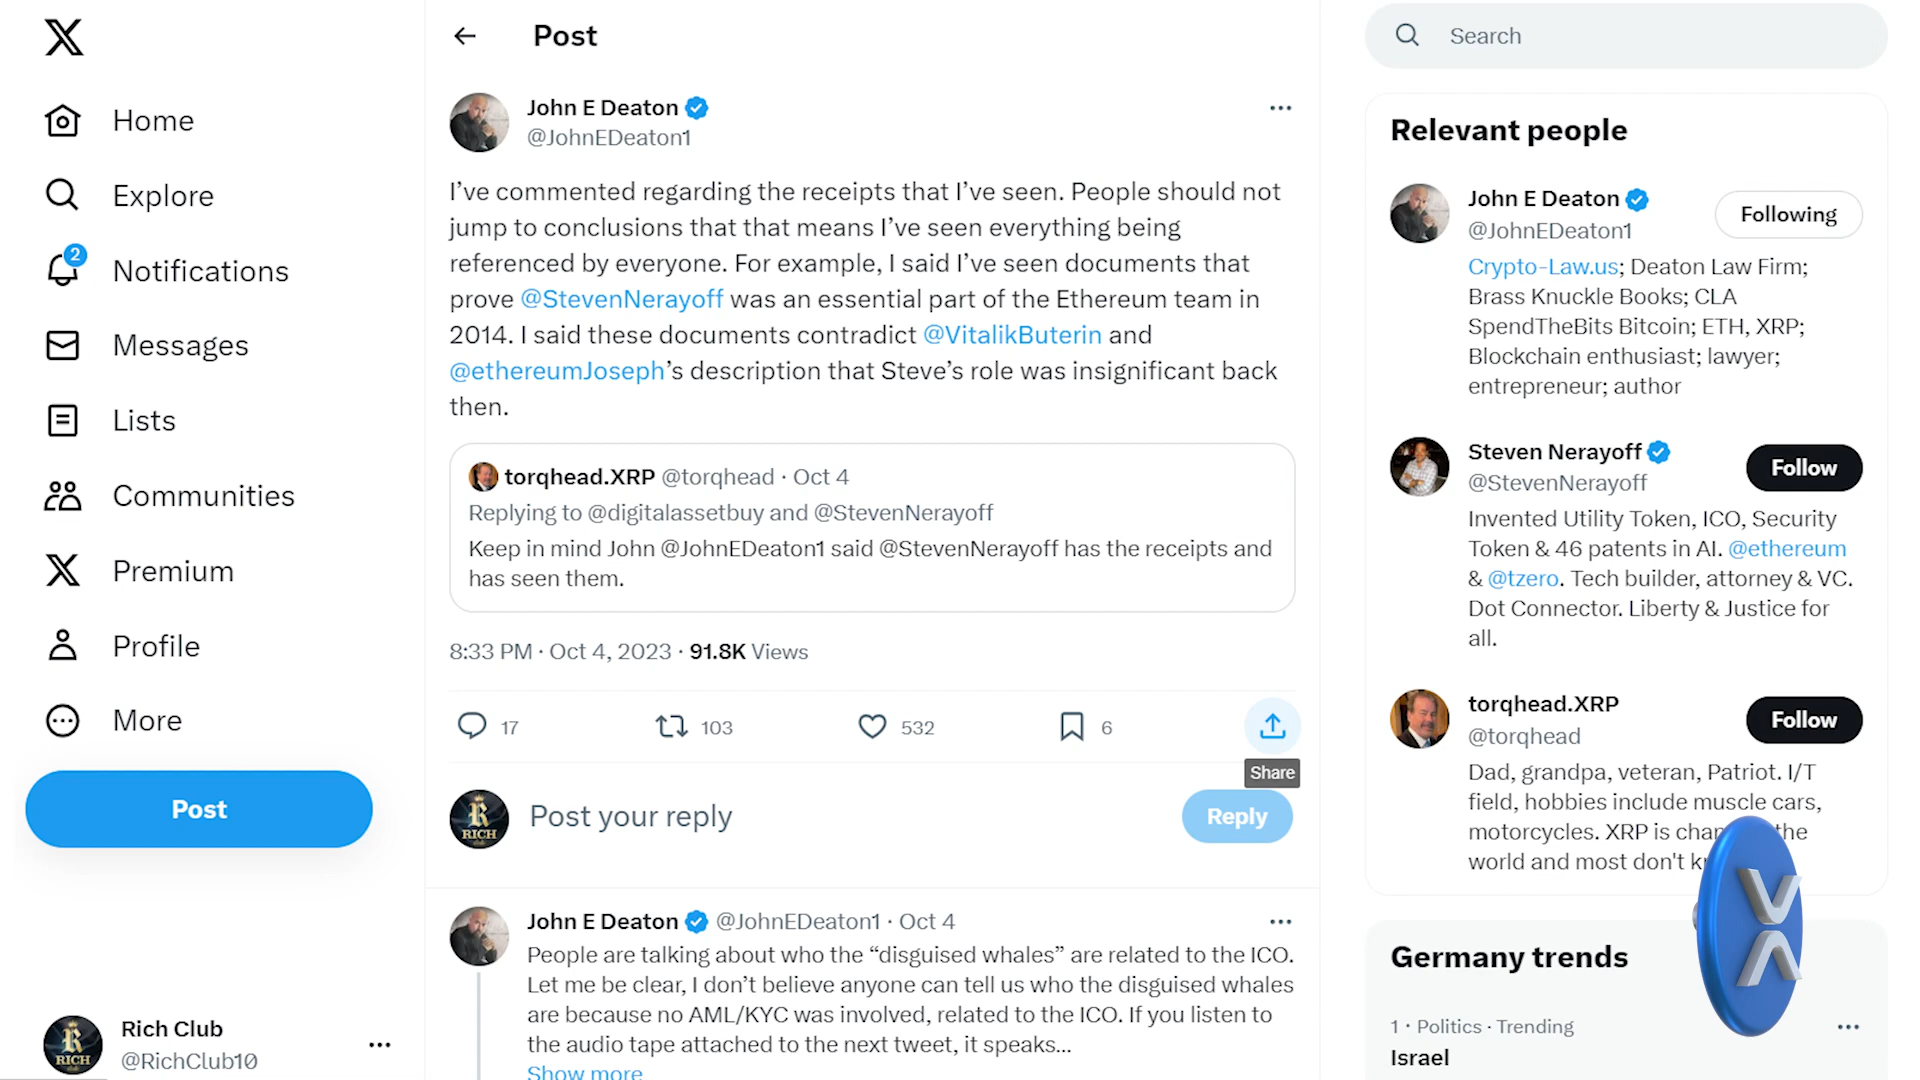 Home
Explore
2
Notifications
Messages
Lists
Communities
Premium
Profile
More
Post
Rich Club
@RichClub10
Post
John E Deaton
@JohnEDeaton1
I've commented regarding the receipts that I've seen. People should not
jump to conclusions that that means I've seen everything being
referenced by everyone. For example, I said I've seen documents that
prove @StevenNerayoff was an essential part of the Ethereum team in
2014. I said these documents contradict @VitalikButerin and
@ethereumJoseph's description that Steve's role was insignificant back
then.
torqhead.XRP @torqhead · Oct 4
Replying to @digitalassetbuy and @StevenNerayoff
Keep in mind John @JohnEDeaton1 said @StevenNerayoff has the receipts and
has seen them.
8:33 PM · Oct 4, 2023 · 91.8K Views
17 103 532 6
Share
RICH
Post your reply
Reply
John E Deaton @JohnEDeaton1 · Oct 4
People are talking about who the “disguised whales” are related to the ICO.
Let me be clear, I don't believe anyone can tell us who the disguised whales
are because no AML/KYC was involved, related to the ICO. If you listen to
the audio tape attached to the next tweet, it speaks...
Show more
Search
Relevant people
John E Deaton
@JohnEDeaton1
Following
Crypto-Law.us; Deaton Law Firm;
Brass Knuckle Books; CLA
SpendTheBits Bitcoin; ETH, XRP;
Blockchain enthusiast; lawyer;
entrepreneur; author
Steven Nerayoff
@StevenNerayoff
Follow
Invented Utility Token, ICO, Security
Token & 46 patents in AI. @ethereum
& @tzero. Tech builder, attorney & VC.
Dot Connector. Liberty & Justice for
all.
torqhead.XRP
@torqhead
Follow
Dad, grandpa, veteran, Patriot. I/T
field, hobbies include muscle cars,
motorcycles. XRP is the
world and most don't
Germany trends
1 · Politics · Trending
Israel
RICH